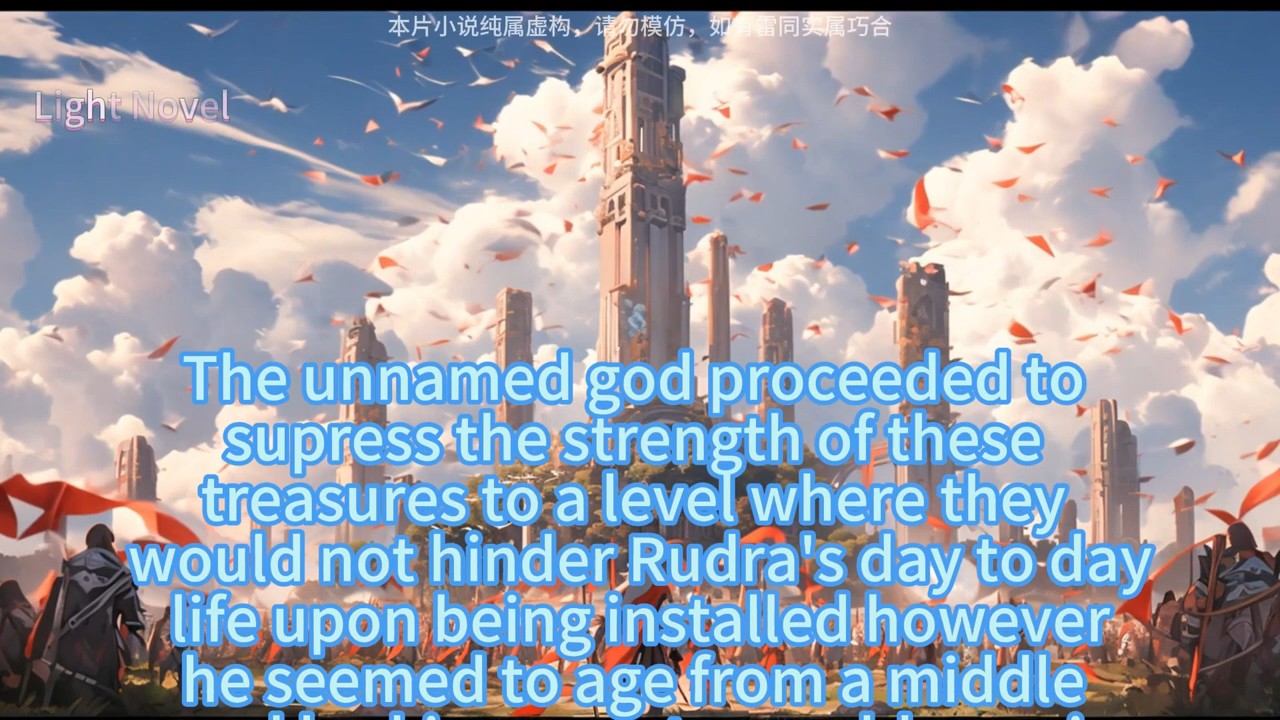 本片小说纯属虚构，请勿模仿，如有雷同实属巧合
Light Novel
The unnamed god proceeded to
supress the strength of these
treasures to a level where they
would not hinder Rudra's day to day
life upon being installed however
he seemed to age from a middle